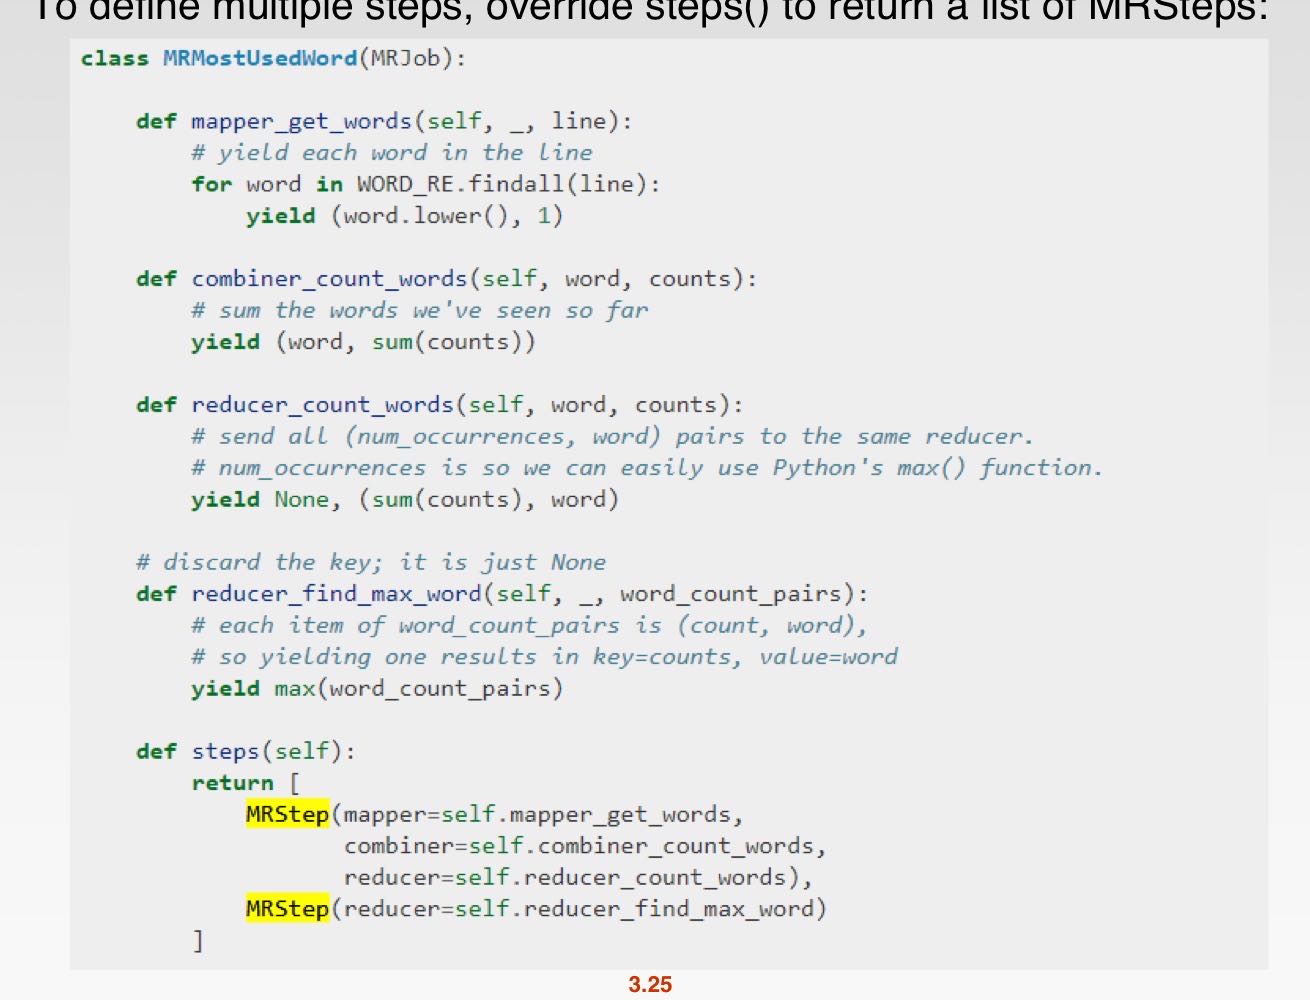 To define multiple steps, override steps() to return a list of MRSteps:
class MRMostUsedWord(MRJob):
def mapper_get_words(self, _, line):
# yield each word in the line
for word in WORD_RE.findall(line):
yield (word.lower(), 1)
def combiner_count_words(self, word, counts):
# sum the words we've seen so far
yield (word, sum(counts))
def reducer_count_words(self, word, counts):
# send all (num_occurrences, word) pairs to the same reducer.
# num_occurrences is so we can easily use Python's max() function.
yield None, (sum(counts), word)
# discard the key; it is just None
def reducer_find_max_word(self, _, word_count_pairs):
# each item of word_count_pairs is (count, word),
# so yielding one results in key=counts, value=word
yield max(word_count_pairs)
def steps(self):
return [
MRStep(mapper=self.mapper_get_words,
combiner=self.combiner_count_words,
reducer=self.reducer_count_words),
MRStep(reducer=self.reducer_find_max_word)
]
3.25